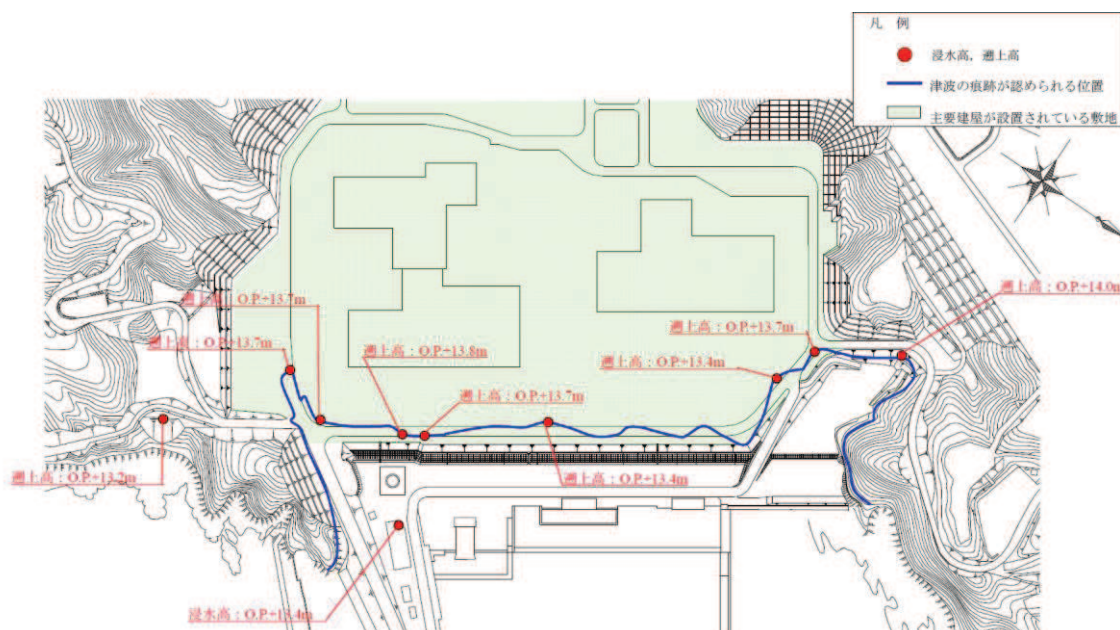 凡 例
浸水高，遡上高
津波の痕跡が認められる位置
主要建屋が設置されている敷地
遡上高：O.P.+14.0m
遡上高：O.P.+13.7m
遡上高：O.P.+13.7m
遡上高：O.P.+13.7m
遡上高：O.P.+13.8m
遡上高：O.P.+13.4m
遡上高：O.P.+13.7m
遡上高：O.P.+13.2m
遡上高：O.P.+13.4m
浸水高：O.P.+13.4m